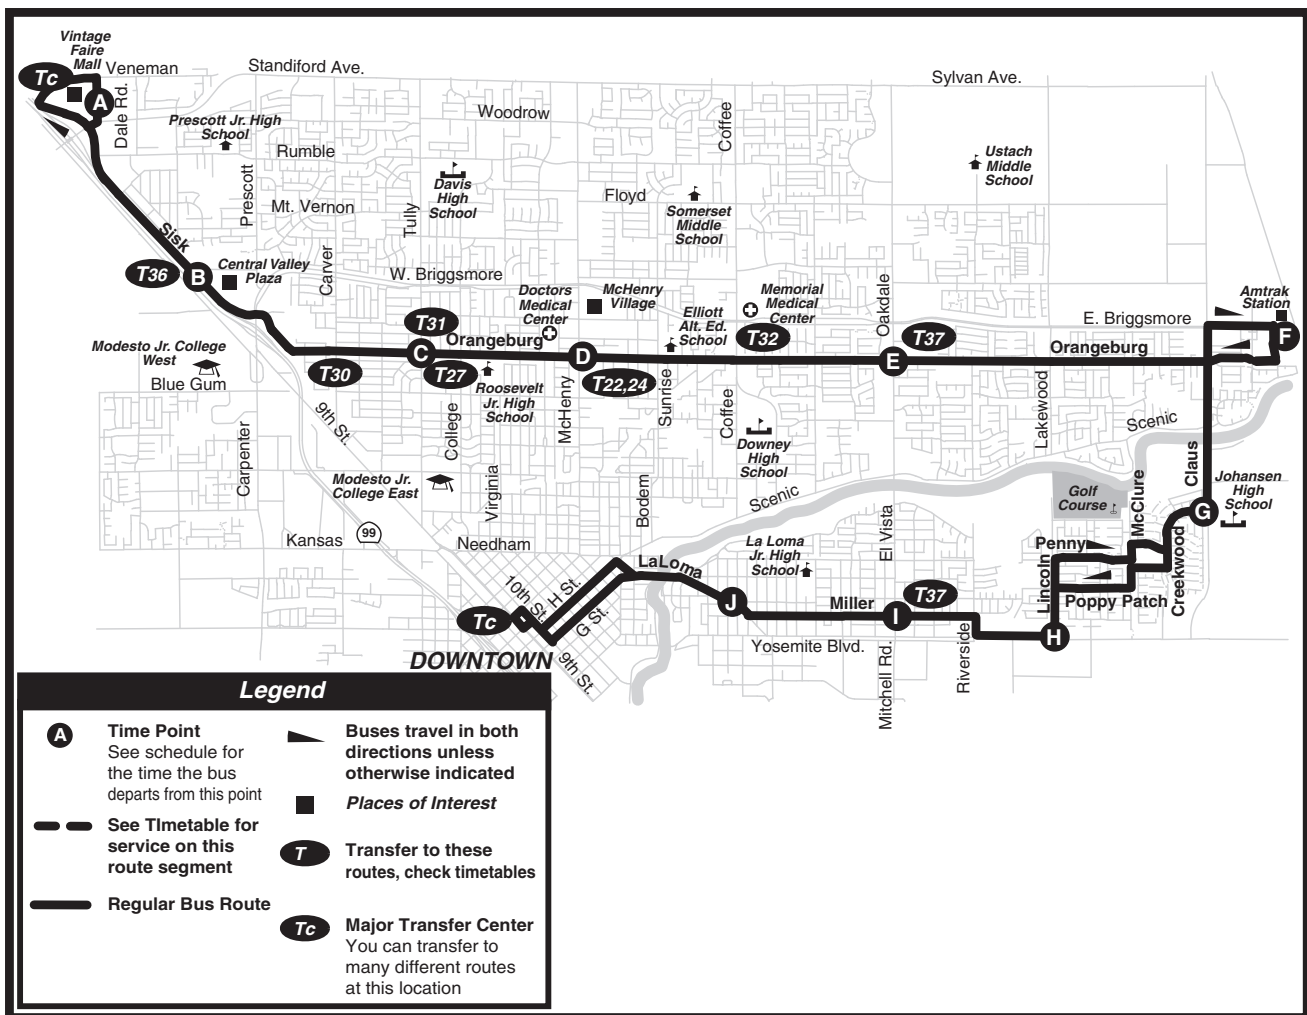 Vintage
Faire
Mall
Tc
A
Veneman
Standiford Ave.
Sylvan Ave.
Dale Rd.
Prescott Jr. High
School
Woodrow
Coffee
Rumble
Ustach
Middle
School
Davis
High
School
Prescott
Mt. Vernon
Tully
Floyd
Somerset
Middle
School
Sisk
T36
B
Central Valley
Plaza
Carver
W. Briggsmore
Doctors
Medical
Center
McHenry
Village
Elliott
Alt. Ed.
School
Memorial
Medical
Center
Oakdale
Amtrak
Station
E. Briggsmore
F
T31
Orangeburg
T32
T37
Orangeburg
Modesto Jr. College
West
Blue Gum
T30
C
T27
D
T22,24
E
Roosevelt
Jr. High
School
9th St.
College
McHenry
Sunrise
Coffee
Lakewood
Scenic
Downey
High
School
Carpenter
Modesto Jr.
College East
Virginia
Bodem
Scenic
Golf
Course
McClure
Claus
Johansen
High
School
G
El Vista
99
Kansas
Needham
La Loma
Jr. High
School
Penny
Lincoln
Creekwood
Poppy Patch
LaLoma
10th St.
H St.
G St.
Tc
J
Miller
T37
I
H
Yosemite Blvd.
Mitchell Rd.
Riverside
DOWNTOWN
9th St.
Legend
A
Time Point
See schedule for
the time the bus
departs from this point
See TImetable for
service on this
route segment
Regular Bus Route
Buses travel in both
directions unless
otherwise indicated
Places of Interest
T
Transfer to these
routes, check timetables
Tc
Major Transfer Center
You can transfer to
many different routes
at this location